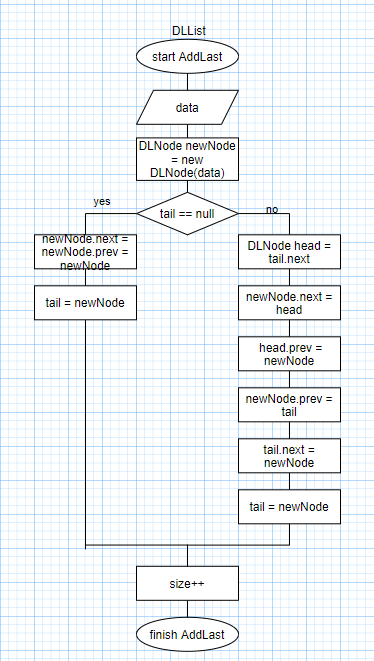 DLList
start AddLast
data
DLNode newNode
= new
DLNode(data)
tail == null
yes
newNode.next =
newNode.prev =
newNode
tail = newNode
no
DLNode head =
tail.next
newNode.next =
head
head.prev =
newNode
newNode.prev =
tail
tail.next =
newNode
tail = newNode
size++
finish AddLast